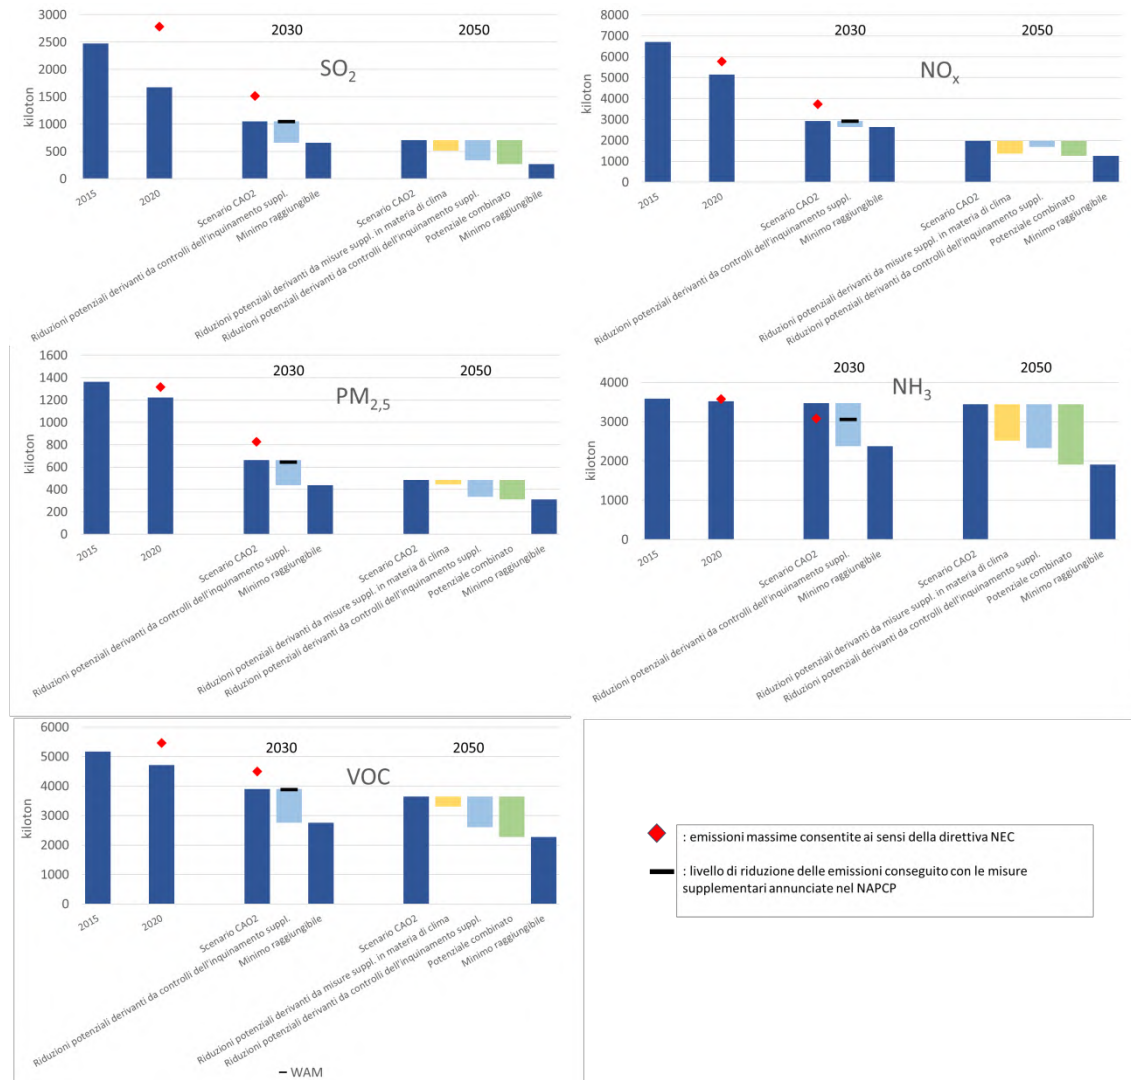 3000
2500
2000
1500
1000
500
0
kiloton
2030
2050
SO2
2015
2020
Scenario CAO2
Riduzioni potenziali derivanti da controlli dell'inquinamento suppl.
Minimo raggiungibile
Scenario CAO2
Riduzioni potenziali derivanti da misure suppl. in materia di clima
Riduzioni potenziali derivanti da controlli dell'inquinamento suppl.
Potenziale combinato
Minimo raggiungibile
8000
7000
6000
5000
4000
3000
2000
1000
0
kiloton
2030
2050
NOx
2015
2020
Scenario CAO2
Riduzioni potenziali derivanti da controlli dell'inquinamento suppl.
Minimo raggiungibile
Scenario CAO2
Riduzioni potenziali derivanti da misure suppl. in materia di clima
Riduzioni potenziali derivanti da controlli dell'inquinamento suppl.
Potenziale combinato
Minimo raggiungibile
1600
1400
1200
1000
800
600
400
200
0
kiloton
2030
2050
PM2,5
2015
2020
Scenario CAO2
Riduzioni potenziali derivanti da controlli dell'inquinamento suppl.
Minimo raggiungibile
Scenario CAO2
Riduzioni potenziali derivanti da misure suppl. in materia di clima
Riduzioni potenziali derivanti da controlli dell'inquinamento suppl.
Potenziale combinato
Minimo raggiungibile
4000
3000
2000
1000
0
kiloton
2030
2050
NH3
2015
2020
Scenario CAO2
Riduzioni potenziali derivanti da controlli dell'inquinamento suppl.
Minimo raggiungibile
Scenario CAO2
Riduzioni potenziali derivanti da misure suppl. in materia di clima
Riduzioni potenziali derivanti da controlli dell'inquinamento suppl.
Potenziale combinato
Minimo raggiungibile
6000
5000
4000
3000
2000
1000
0
kiloton
2030
2050
VOC
2015
2020
Scenario CAO2
Riduzioni potenziali derivanti da controlli dell'inquinamento suppl.
Minimo raggiungibile
Scenario CAO2
Riduzioni potenziali derivanti da misure suppl. in materia di clima
Riduzioni potenziali derivanti da controlli dell'inquinamento suppl.
Potenziale combinato
Minimo raggiungibile
WAM
: emissioni massime consentite ai sensi della direttiva NEC
: livello di riduzione delle emissioni conseguito con le misure
supplementari annunciate nel NAPCP